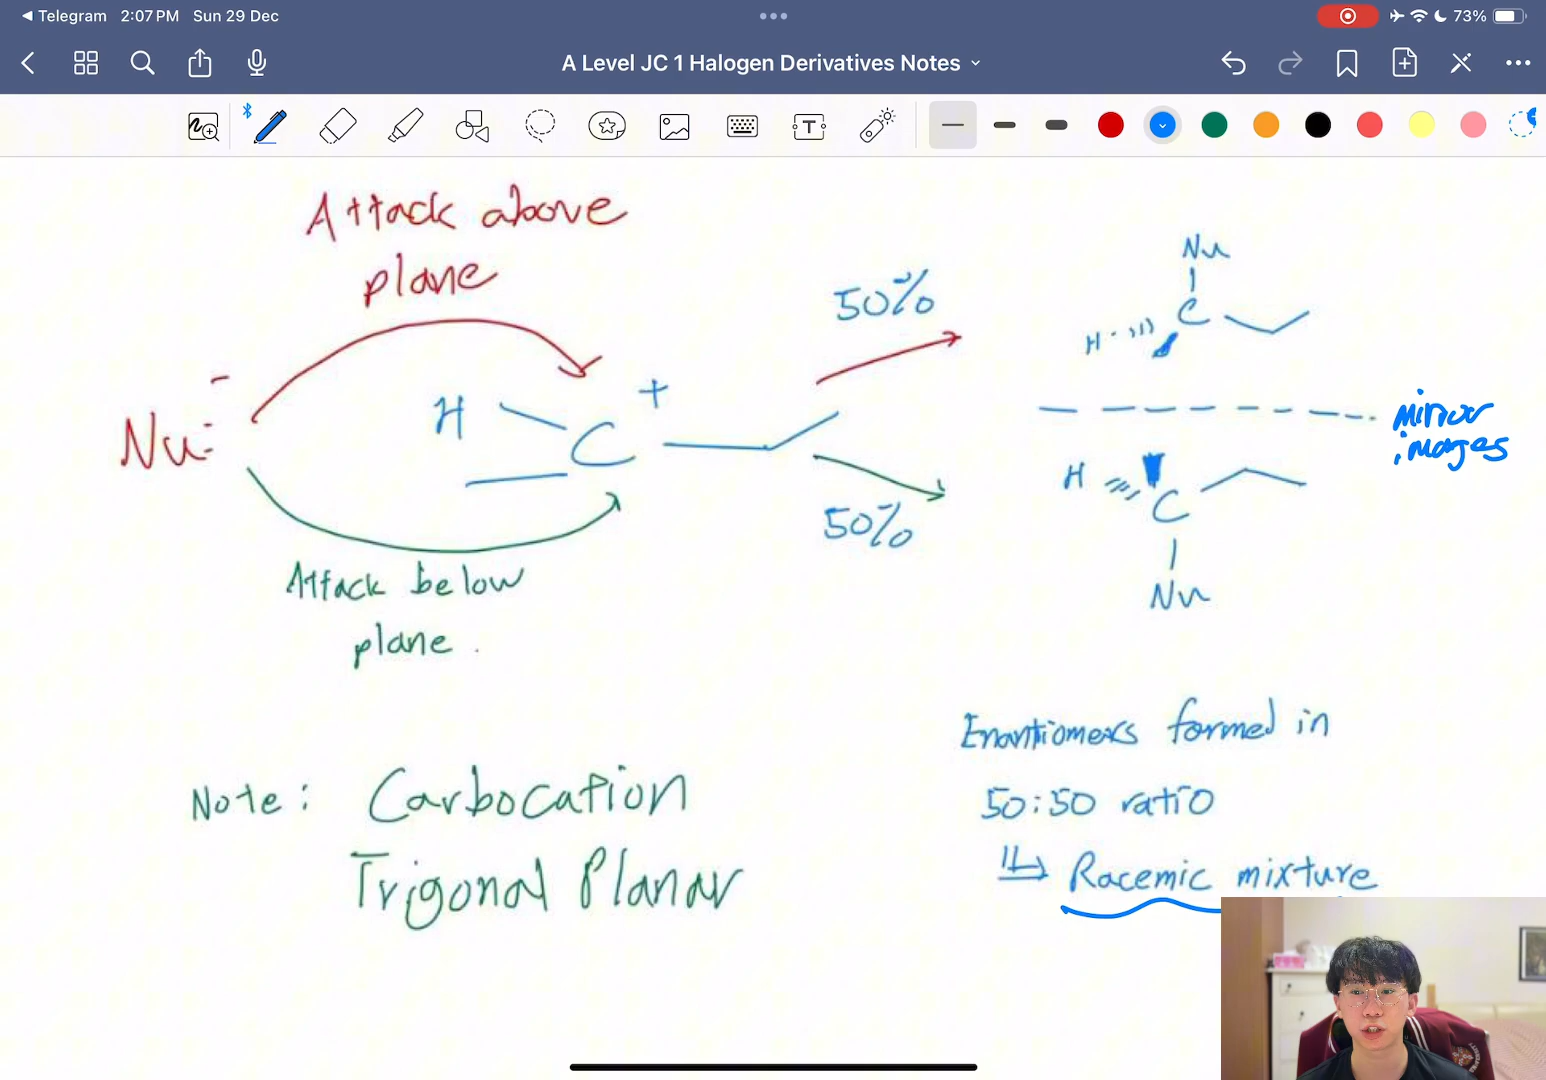 Telegram 2:07 PM Sun 29 Dec
73%
A Level JC 1 Halogen Derivatives Notes
T
Attack above
plane
50%
Nu
C
H
mirror
images
Nu:-
H
C
+
H
C
Nu
50%
Attack below
plane.
Enantiomers formed in
50:50 ratio
Racemic mixture
Note: Carbocation
Trigonal Planar